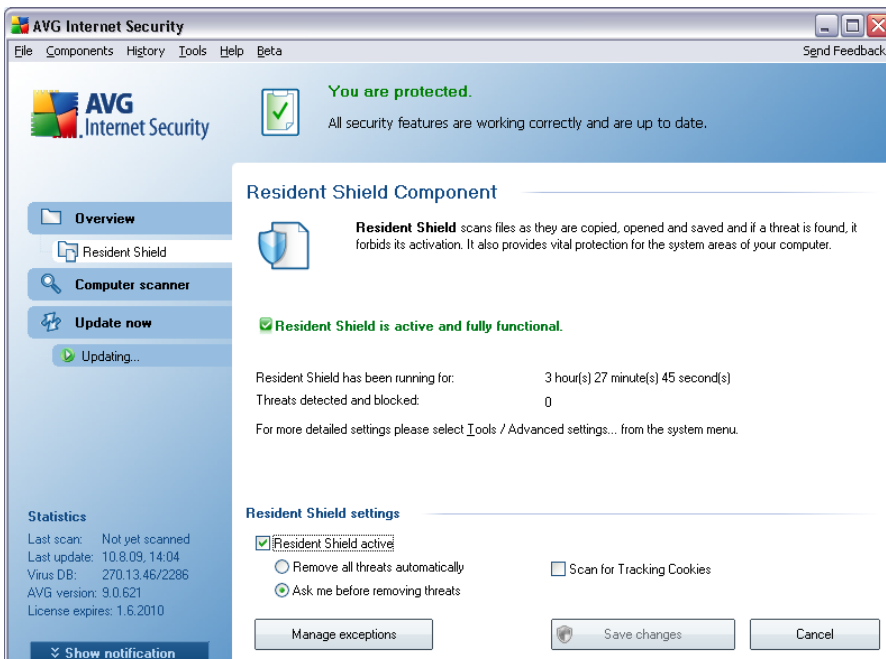 AVG Internet Security
File Components History Tools Help Beta Send Feedback
AVG
Internet Security
You are protected.
All security features are working correctly and are up to date.
Overview
Resident Shield
Computer scanner
Update now
Updating...
Statistics
Last scan: Not yet scanned
Last update: 10.8.09, 14:04
Virus DB: 270.13.46/2286
AVG version: 9.0.621
License expires: 1.6.2010
Show notification
Resident Shield Component
Resident Shield scans files as they are copied, opened and saved and if a threat is found, it
forbids its activation. It also provides vital protection for the system areas of your computer.
Resident Shield is active and fully functional.
Resident Shield has been running for: 3 hour(s) 27 minute(s) 45 second(s)
Threats detected and blocked: 0
For more detailed settings please select Tools / Advanced settings... from the system menu.
Resident Shield settings
Resident Shield active
Remove all threats automatically
Scan for Tracking Cookies
Ask me before removing threats
Manage exceptions Save changes Cancel